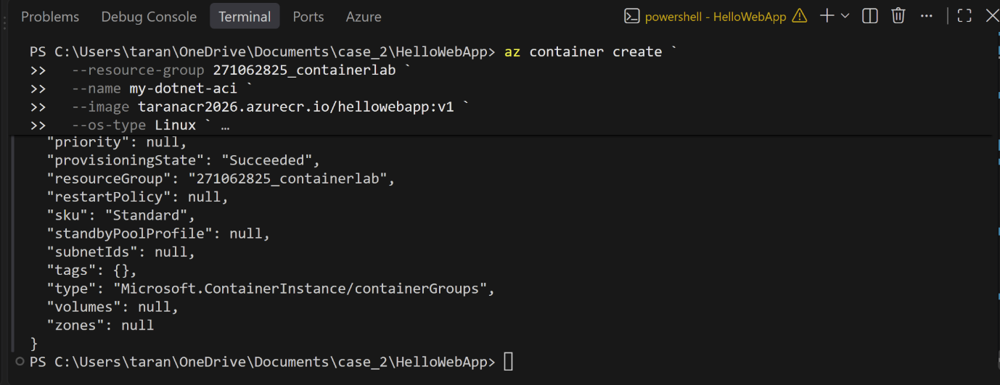 Problems Debug Console Terminal Ports Azure powershell - HelloWebApp
PS C:\Users\taran\OneDrive\Documents\case_2\HelloWebApp> az container create `
>>   --resource-group 271062825_containerlab `
>>   --name my-dotnet-aci `
>>   --image taranacr2026.azurecr.io/hellowebapp:v1 `
>>   --os-type Linux ` …
  "priority": null,
  "provisioningState": "Succeeded",
  "resourceGroup": "271062825_containerlab",
  "restartPolicy": null,
  "sku": "Standard",
  "standbyPoolProfile": null,
  "subnetIds": null,
  "tags": {},
  "type": "Microsoft.ContainerInstance/containerGroups",
  "volumes": null,
  "zones": null
}
PS C:\Users\taran\OneDrive\Documents\case_2\HelloWebApp>